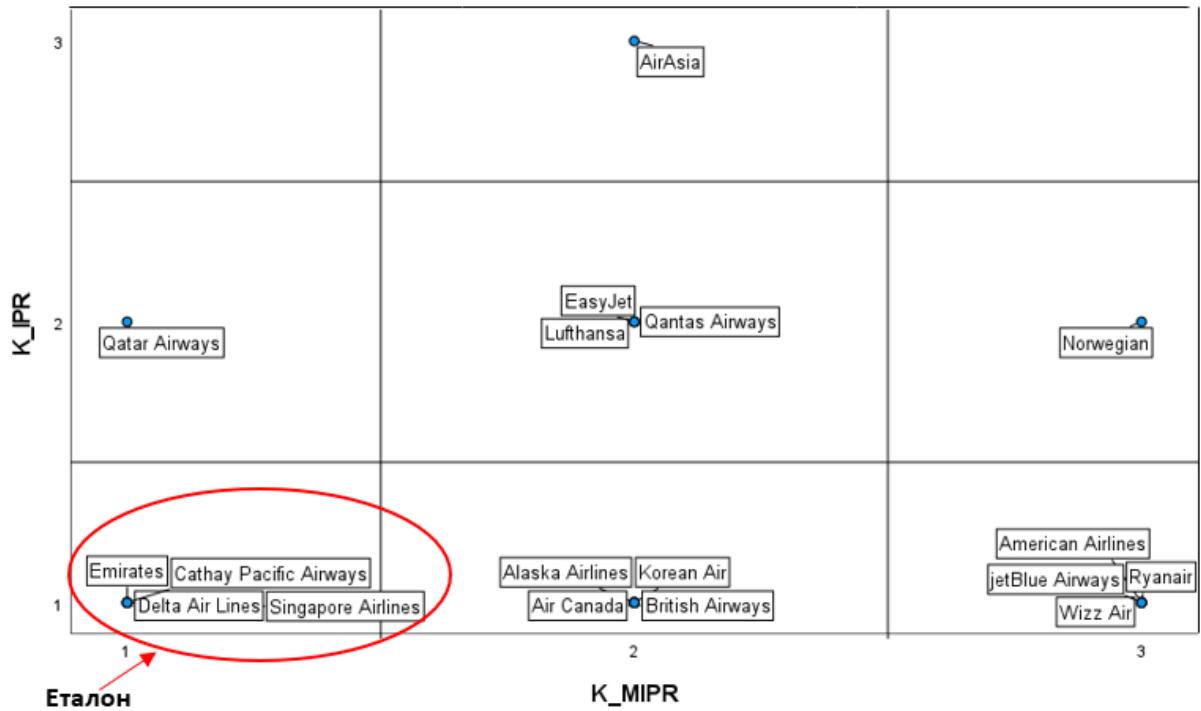 3
AirAsia
K_IPR
2
EasyJet
Lufthansa
Qantas Airways
Qatar Airways
Norwegian
1
Emirates
Cathay Pacific Airways
Delta Air Lines
Singapore Airlines
Alaska Airlines
Korean Air
Air Canada
British Airways
American Airlines
jetBlue Airways
Ryanair
Wizz Air
1
2
3
Еталон
K_MIPR